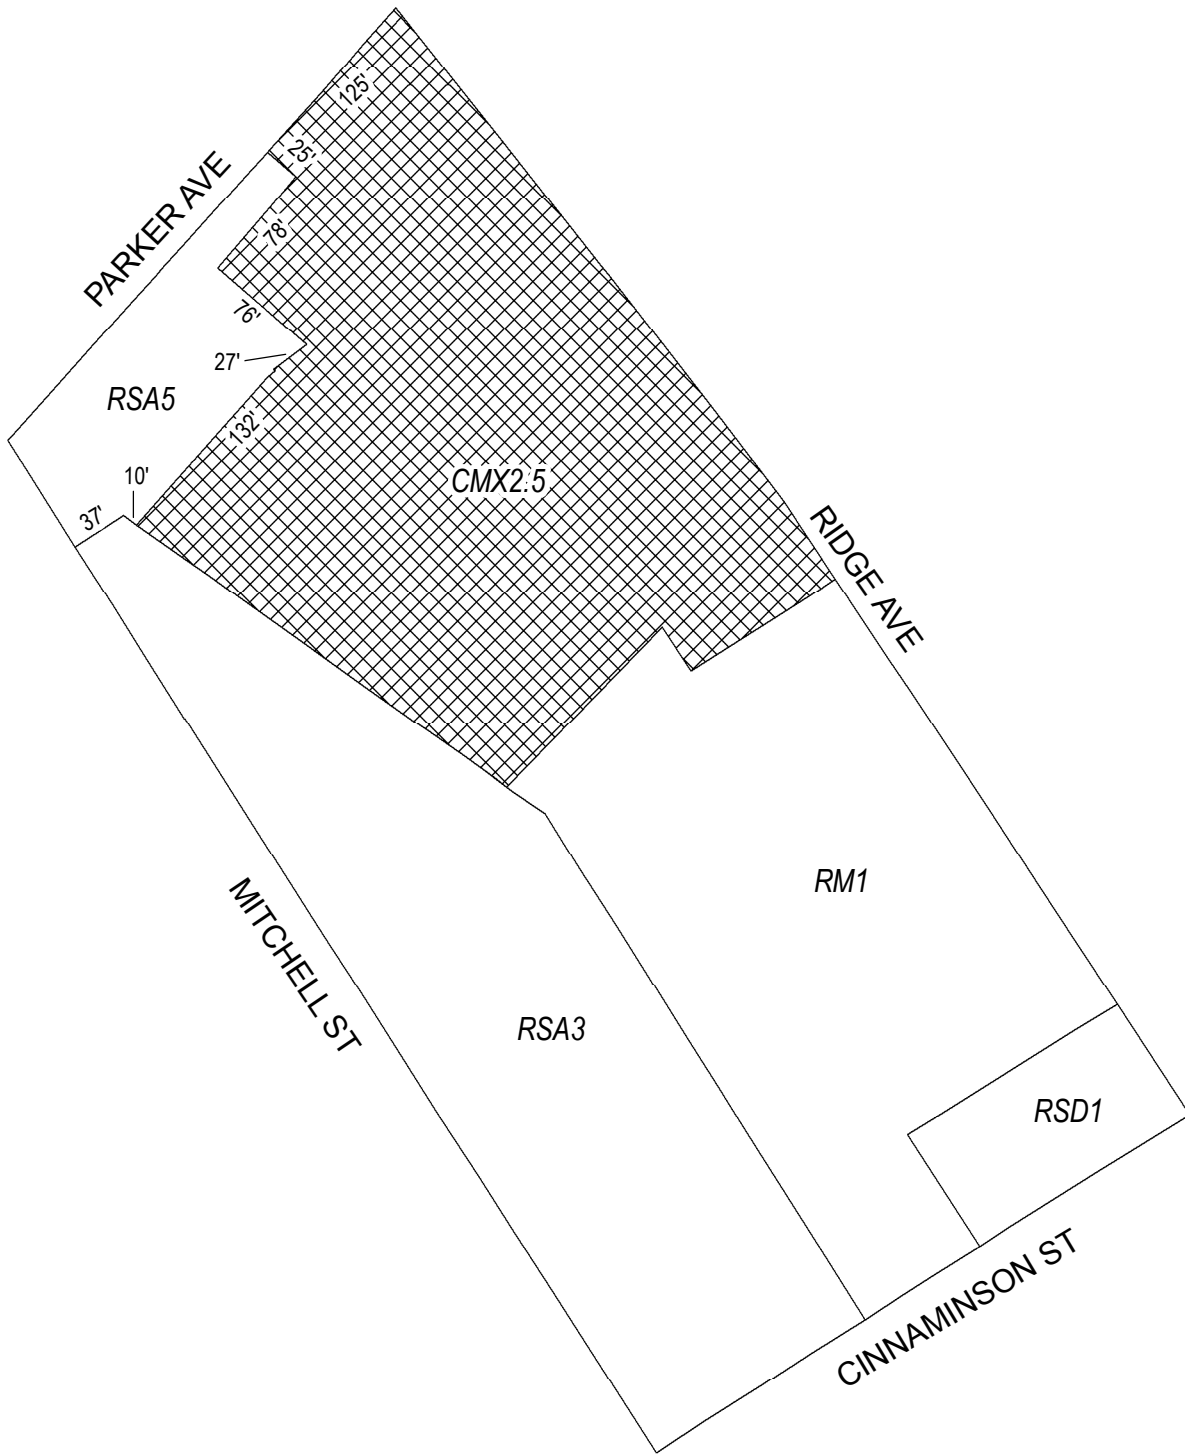 125'
25'
PARKER AVE
78'
76'
27'
RSA5
132'
10'
CMX2.5
37'
RIDGE AVE
RM1
MITCHELL ST
RSA3
RSD1
CINNAMINSON ST